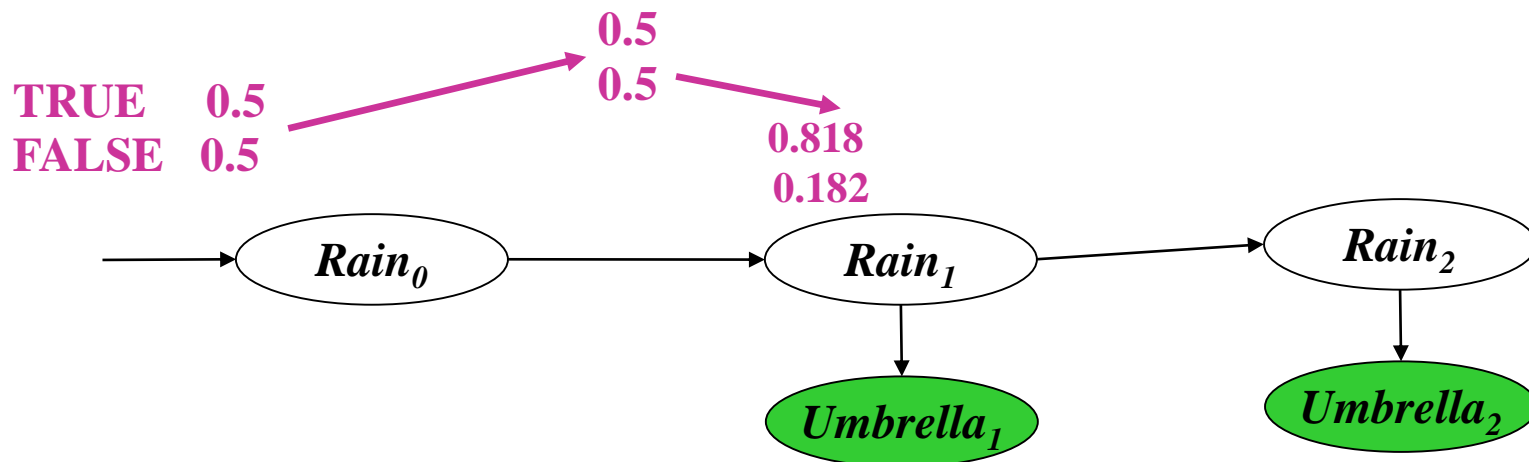 0.5
0.5
TRUE 0.5
FALSE 0.5
0.818
0.182
Rain₀
Rain₁
Rain₂
Umbrella₁
Umbrella₂